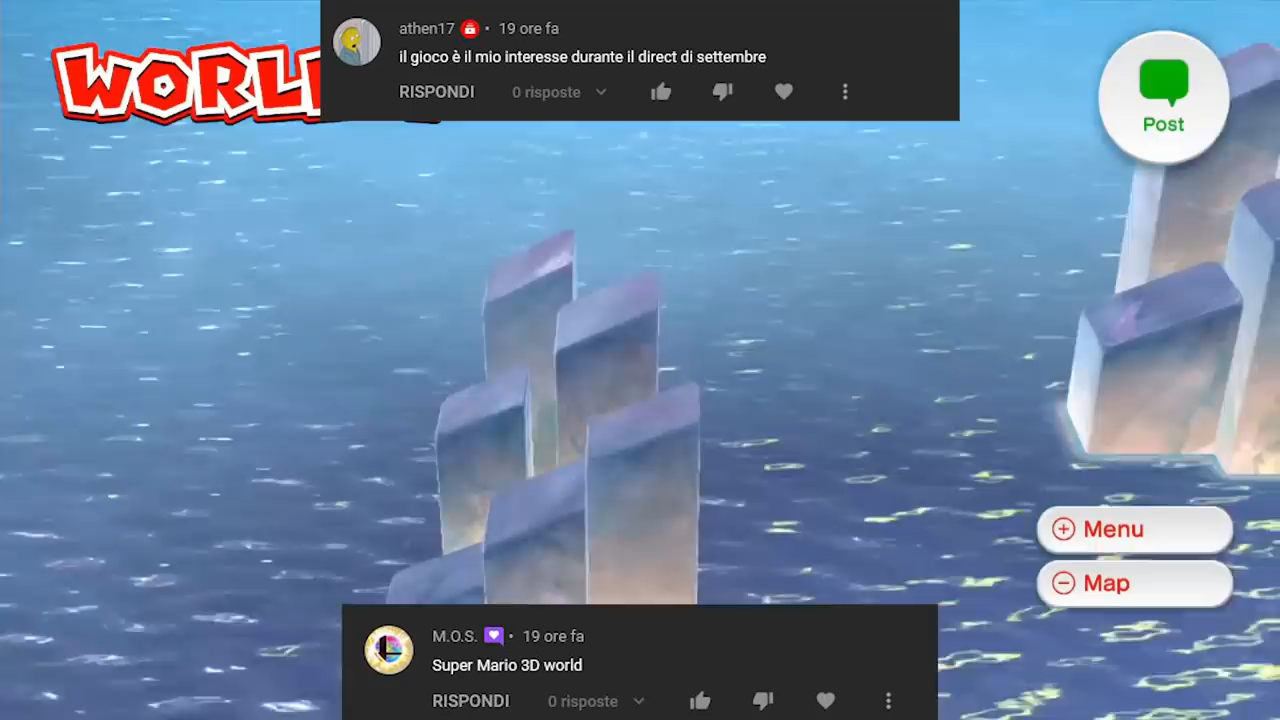 WORL
athen17 • 19 ore fa
il gioco è il mio interesse durante il direct di settembre
RISPONDI 0 risposte
Post
+ Menu
− Map
M.O.S. • 19 ore fa
Super Mario 3D world
RISPONDI 0 risposte